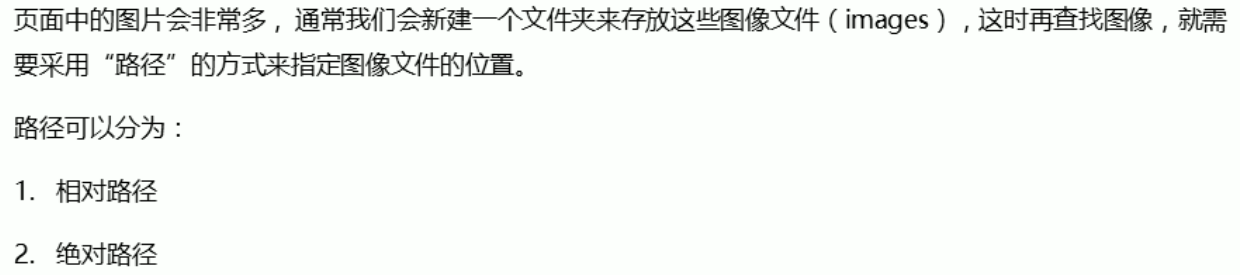 页面中的图片会非常多，通常我们会新建一个文件夹来存放这些图像文件（images），这时再查找图像，就需
要采用“路径”的方式来指定图像文件的位置。
路径可以分为：
1. 相对路径
2. 绝对路径